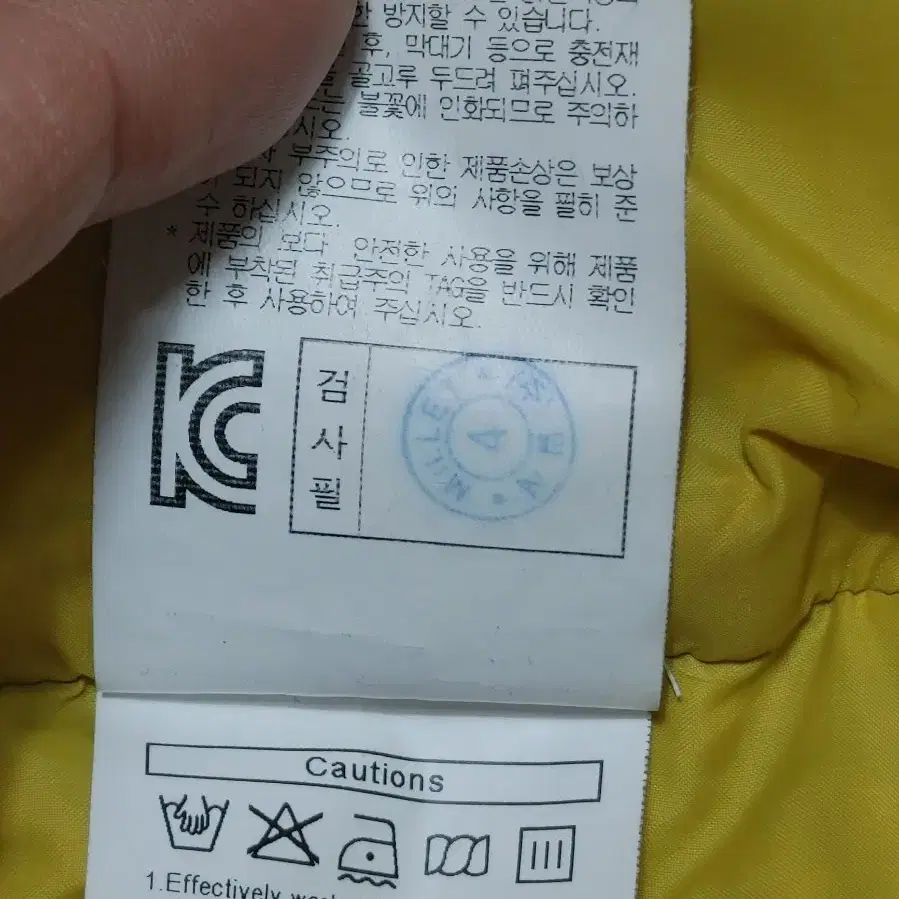 한 방지할 수 있습니다.
후, 막대기 등으로 충전재
골고루 두드려 펴주십시오.
불꽃에 인화되므로 주의하
시오.
부주의로 인한 제품손상은 보상
되지 않으므로 위의 사항을 필히 준
수 하십시오.
* 제품의 보다 안전한 사용을 위해 제품
에 부착된 취급주의 TAG을 반드시 확인
한 후 사용하여 주십시오.
KC
검사필
MILLET
4
Cautions
1.Effectively